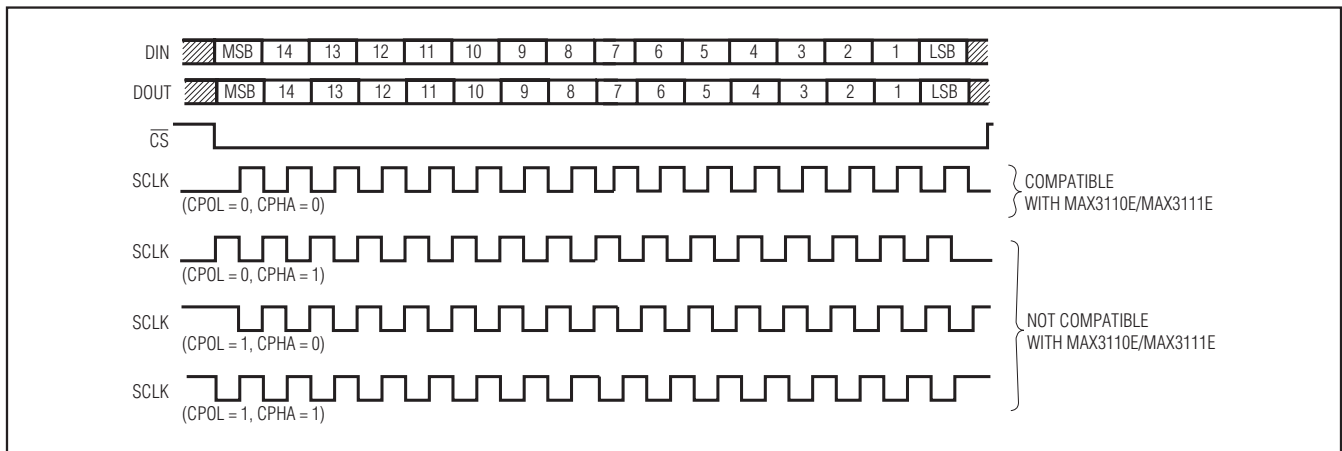 DIN MSB 14 13 12 11 10 9 8 7 6 5 4 3 2 1 LSB
DOUT MSB 14 13 12 11 10 9 8 7 6 5 4 3 2 1 LSB
CS
SCLK
(CPOL = 0, CPHA = 0)
COMPATIBLE
WITH MAX3110E/MAX3111E
SCLK
(CPOL = 0, CPHA = 1)
SCLK
(CPOL = 1, CPHA = 0)
NOT COMPATIBLE
WITH MAX3110E/MAX3111E
SCLK
(CPOL = 1, CPHA = 1)